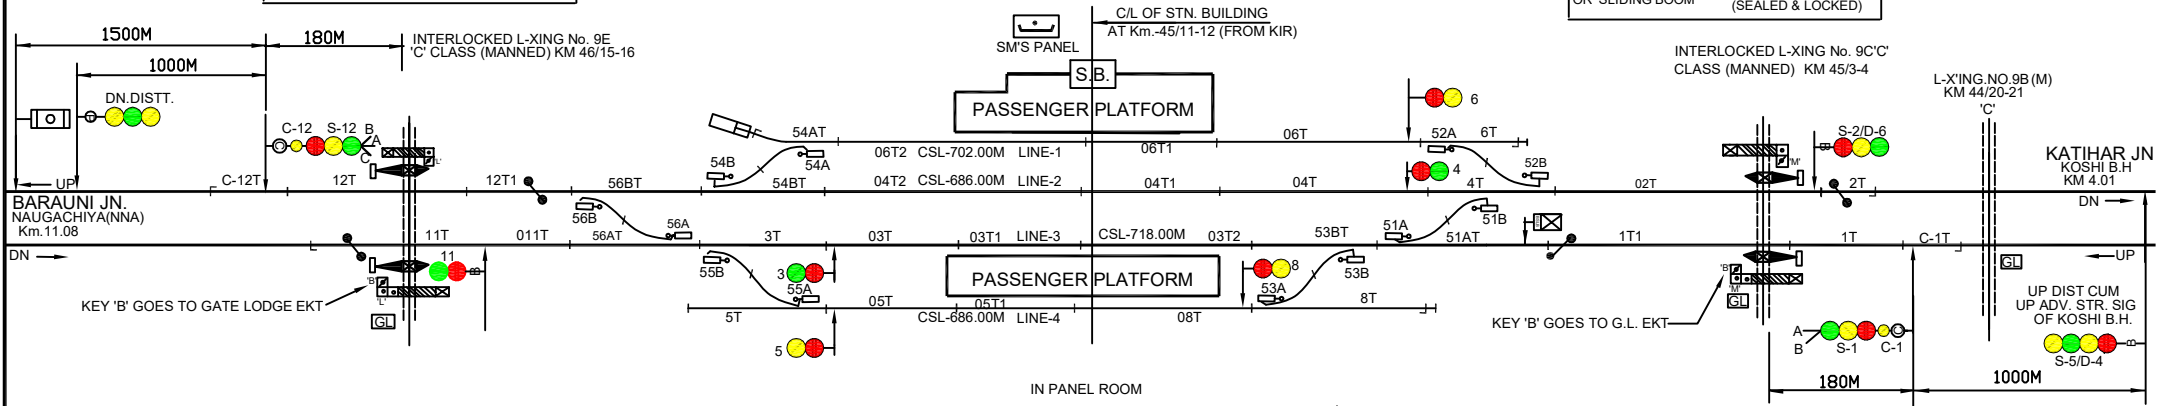 OR SLIDING BOOM (SEALED & LOCKED)
C/L OF STN. BUILDING
AT Km.-45/11-12 (FROM KIR)
SM'S PANEL
1500M
180M
INTERLOCKED L-XING No. 9E
'C' CLASS (MANNED) KM 46/15-16
1000M
INTERLOCKED L-XING No. 9C'C'
CLASS (MANNED) KM 45/3-4
L-X'ING.NO.9B (M)
KM 44/20-21
'C'
S.B.
PASSENGER PLATFORM
DN.DISTT.
C-12 S-12 B
A
C
'L'
6
54AT
06T
52A
6T
S-2/D-6
B
06T2 CSL-702.00M LINE-1
06T1
54B
54A
4
52B
'M'
KATIHAR JN
KOSHI B.H
KM 4.01
UP
C-12T
12T
12T1
56BT
54BT
04T2 CSL-686.00M LINE-2
04T1
04T
4T
02T
2T
DN
BARAUNI JN.
NAUGACHIYA(NNA)
Km.11.08
56B
56A
51A
51B
11T
011T
56AT
3T
03T
03T1 LINE-3
CSL-718.00M
03T2
53BT
51AT
1T1
1T
C-1T
DN
UP
11
B
'B'
'L'
55B
3
55A
PASSENGER PLATFORM
8
53A
53B
'B'
'M'
GL
GL
KEY 'B' GOES TO GATE LODGE EKT
GL
5T
05T
05T1
CSL-686.00M LINE-4
08T
8T
KEY 'B' GOES TO G.L. EKT
UP DIST CUM
UP ADV. STR. SIG
OF KOSHI B.H.
A
B
S-1
C-1
B
S-5/D-4
5
IN PANEL ROOM
180M
1000M